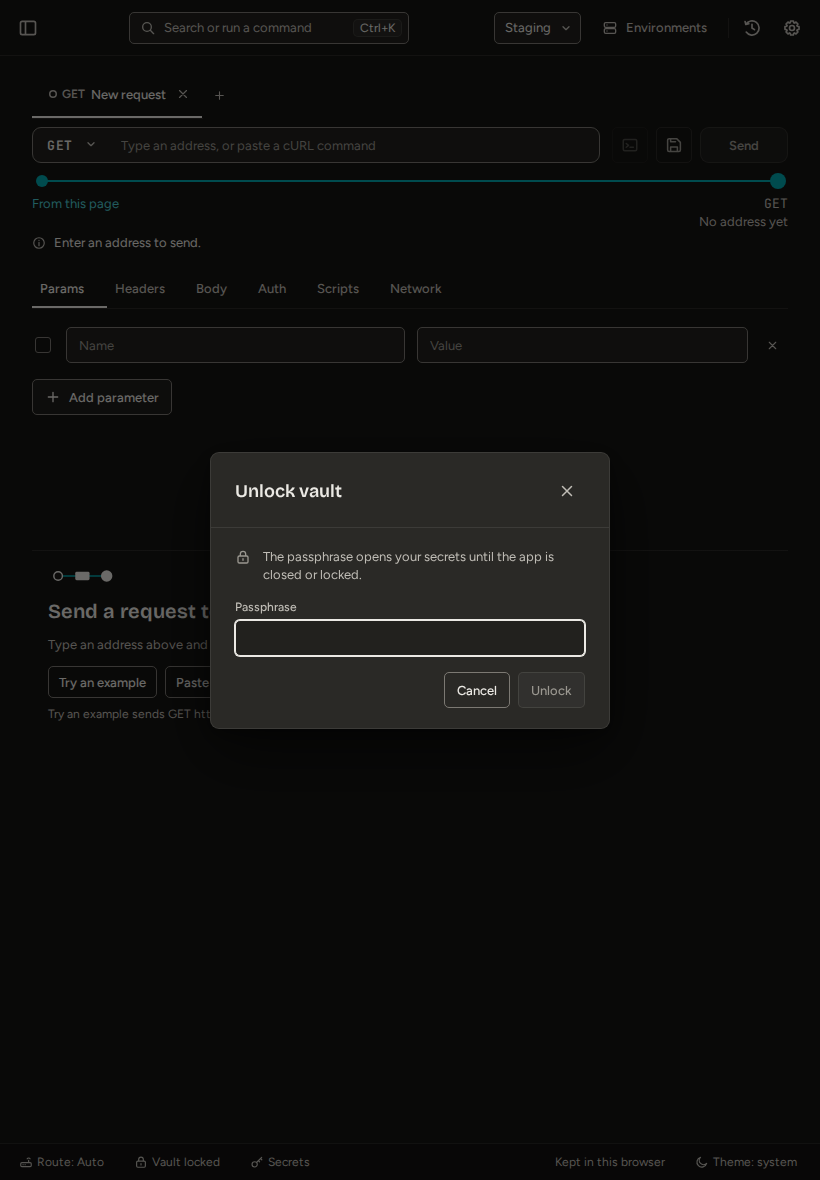 Search or run a command Ctrl+K Staging Environments
GET New request
GET Type an address, or paste a cURL command Send
From this page GET
No address yet
Enter an address to send.
Params Headers Body Auth Scripts Network
Name Value
Add parameter
Unlock vault
The passphrase opens your secrets until the app is
closed or locked.
Passphrase
Cancel Unlock
Send a request t
Type an address above and
Try an example Paste
Try an example sends GET htt
Route: Auto Vault locked Secrets Kept in this browser Theme: system